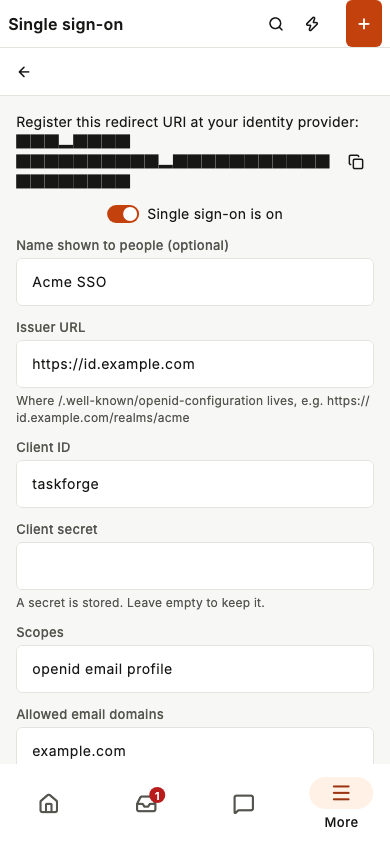 Single sign-on
Register this redirect URI at your identity provider:
Single sign-on is on
Name shown to people (optional)
Acme SSO
Issuer URL
https://id.example.com
Where /.well-known/openid-configuration lives, e.g. https://
id.example.com/realms/acme
Client ID
taskforge
Client secret
A secret is stored. Leave empty to keep it.
Scopes
openid email profile
Allowed email domains
example.com
1
More